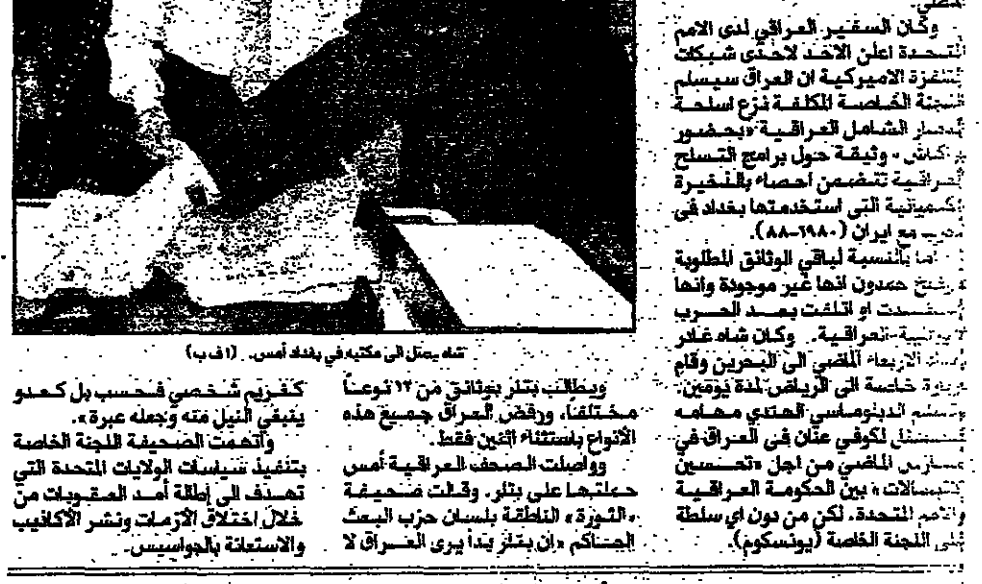 وكان السفير العراقي لدى الامم
المتحدة اعلن الاحد لاحدى شبكات
التلفزة الاميركية ان العراق سيسلم
اللجنة الخاصة المكلفة نزع اسلحة
الدمار الشامل العراقية «بحضور
وثيقة حول برامج التسلح
العراقية تتضمن احصاء بالذخيرة
الكيميائية التي استخدمتها بغداد في
مع ايران (١٩٨٠-٨٨).
اما بالنسبة لباقي الوثائق المطلوبة
حمدون انها غير موجودة وانها
او اتلفت بعد الحرب
العراقية. وكان شاه غادر
الاربعاء الماضي الى البحرين وقام
بزيارة خاصة الى الرياض لمدة يومين.
الدبلوماسي الهندي مهامه
لكوفي عنان في العراق في
الماضي من اجل «تحسين
الاتصالات» بين الحكومة العراقية
والامم المتحدة، لكن من دون اي سلطة
على اللجنة الخاصة (يونسكوم).
شاه يصل الى مكتبه في بغداد أمس. (ا ف ب)
ويطالب بتلر بوثائق من ١٢ نوعاً
مختلفاً، ورفض العراق جميع هذه
الأنواع باستثناء اثنين فقط.
وواصلت الصحف العراقية أمس
حملتها على بتلر. وقالت صحيفة
«الثورة» الناطقة بلسان حزب البعث
الحاكم «إن بتلر بدأ يرى العراق لا
كغريم شخصي فحسب بل كعدو
ينبغي النيل منه وجعله عبرة».
واتهمت الصحيفة اللجنة الخاصة
بتنفيذ سياسات الولايات المتحدة التي
تهدف الى إطالة أمد العقوبات من
خلال اختلاق الأزمات ونشر الأكاذيب
والاستعانة بالجواسيس.